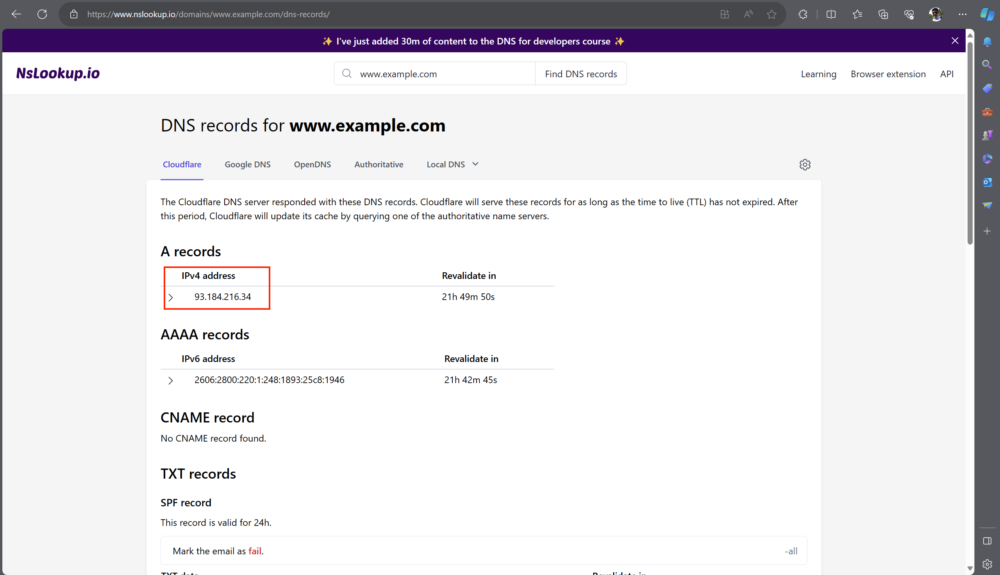 https://www.nslookup.io/domains/www.example.com/dns-records/
✨ I've just added 30m of content to the DNS for developers course ✨
NsLookup.io
www.example.com
Find DNS records
Learning
Browser extension
API
DNS records for www.example.com
Cloudflare
Google DNS
OpenDNS
Authoritative
Local DNS
The Cloudflare DNS server responded with these DNS records. Cloudflare will serve these records for as long as the time to live (TTL) has not expired. After
this period, Cloudflare will update its cache by querying one of the authoritative name servers.
A records
IPv4 address Revalidate in
93.184.216.34 21h 49m 50s
AAAA records
IPv6 address Revalidate in
2606:2800:220:1:248:1893:25c8:1946 21h 42m 45s
CNAME record
No CNAME record found.
TXT records
SPF record
This record is valid for 24h.
Mark the email as fail. -all